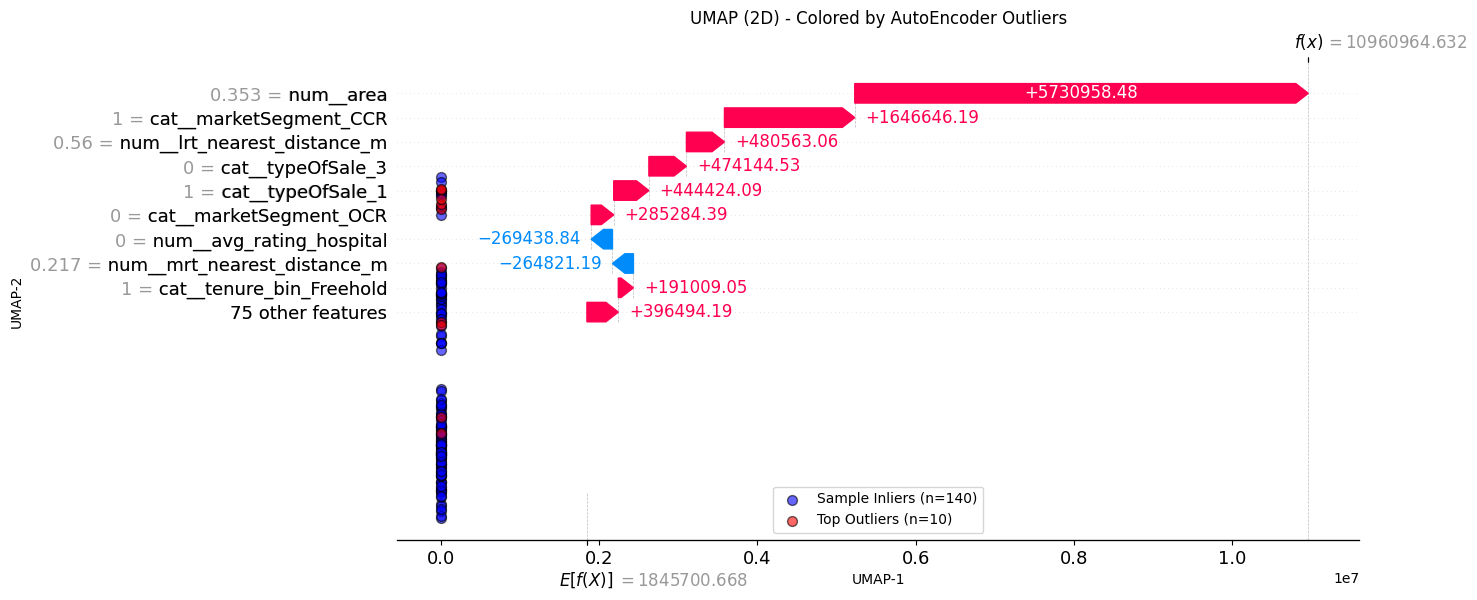 UMAP (2D) - Colored by AutoEncoder Outliers
f(x) = 10960964.632
0.353 = num__area
+5730958.48
1 = cat__marketSegment_CCR
+1646646.19
0.56 = num__lrt_nearest_distance_m
+480563.06
0 = cat__typeOfSale_3
+474144.53
1 = cat__typeOfSale_1
+444424.09
0 = cat__marketSegment_OCR
+285284.39
0 = num__avg_rating_hospital
−269438.84
0.217 = num__mrt_nearest_distance_m
−264821.19
1 = cat__tenure_bin_Freehold
+191009.05
75 other features
+396494.19
UMAP-2
Sample Inliers (n=140)
Top Outliers (n=10)
0.0 0.2 0.4 0.6 0.8 1.0
1e7
E[f(X)] = 1845700.668
UMAP-1